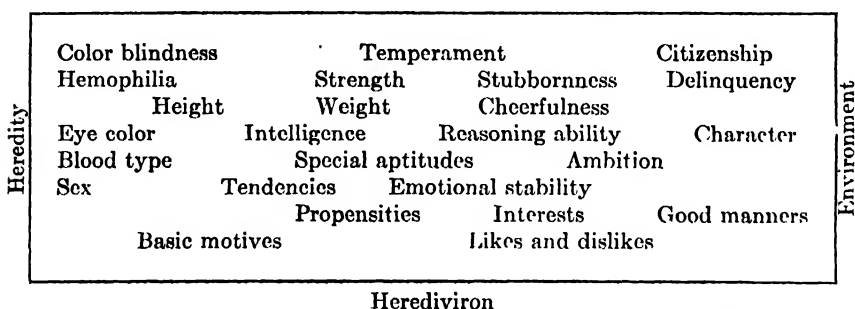 Heredity
Color blindness Temperament Citizenship
Hemophilia Strength Stubbornness Delinquency
Height Weight Cheerfulness
Eye color Intelligence Reasoning ability Character
Blood type Special aptitudes Ambition
Sex Tendencies Emotional stability
Propensities Interests Good manners
Basic motives Likes and dislikes
Environment
Herediviron